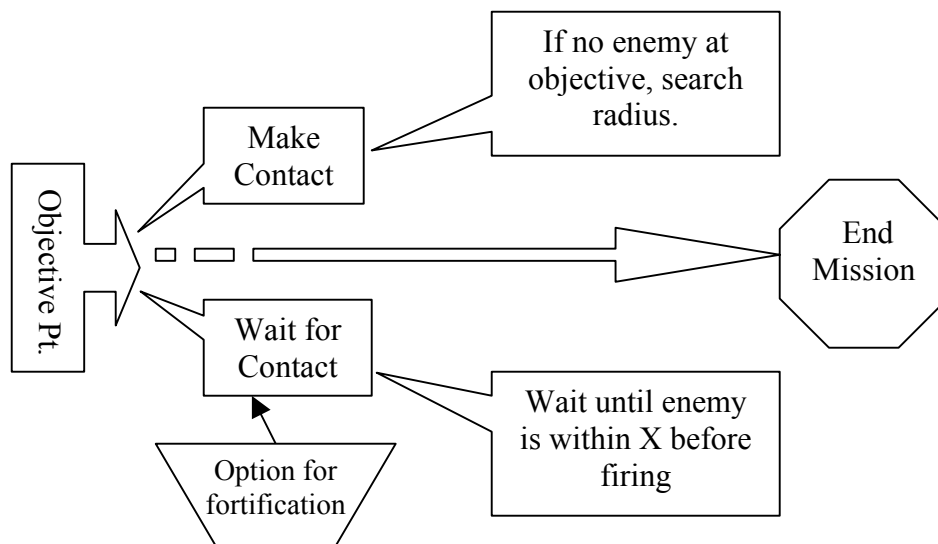 If no enemy at
objective, search
radius.
Make
Contact
Objective Pt.
End
Mission
Wait for
Contact
Wait until enemy
is within X before
firing
Option for
fortification